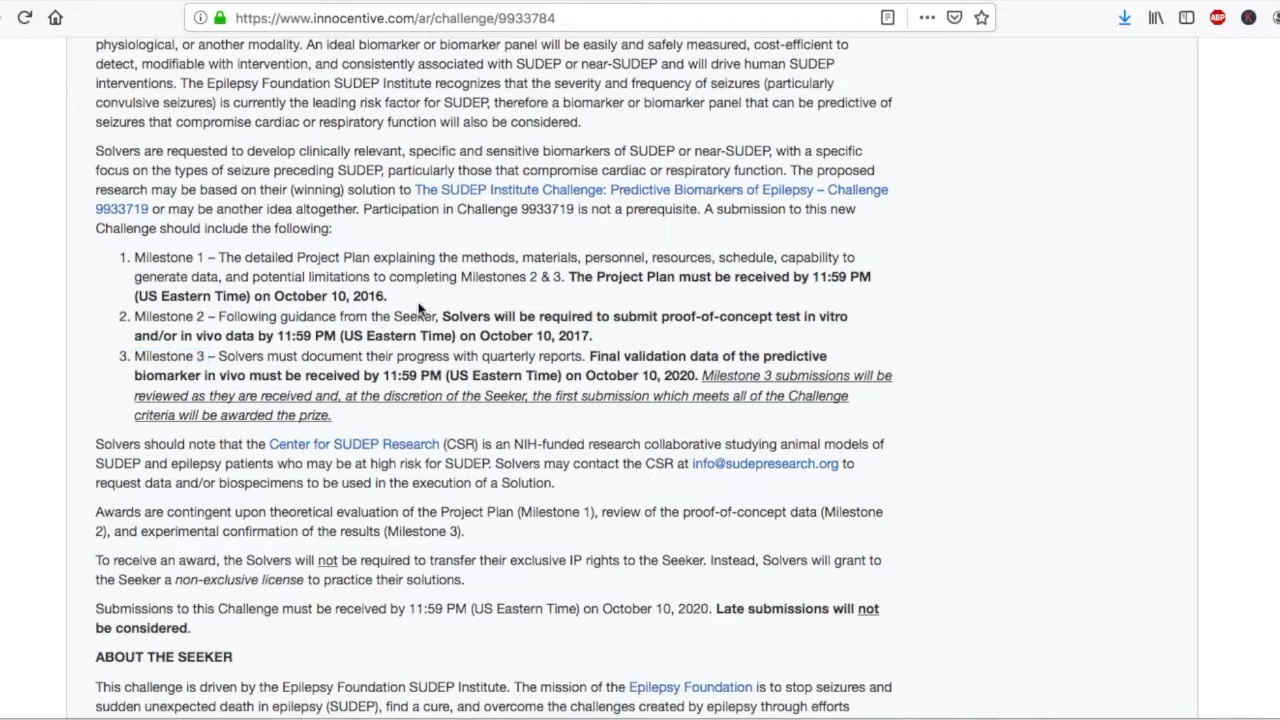 https://www.innocentive.com/ar/challenge/9933784
ABP
K
physiological, or another modality. An ideal biomarker or biomarker panel will be easily and safely measured, cost-efficient to
detect, modifiable with intervention, and consistently associated with SUDEP or near-SUDEP and will drive human SUDEP
interventions. The Epilepsy Foundation SUDEP Institute recognizes that the severity and frequency of seizures (particularly
convulsive seizures) is currently the leading risk factor for SUDEP, therefore a biomarker or biomarker panel that can be predictive of
seizures that compromise cardiac or respiratory function will also be considered.
Solvers are requested to develop clinically relevant, specific and sensitive biomarkers of SUDEP or near-SUDEP, with a specific
focus on the types of seizure preceding SUDEP, particularly those that compromise cardiac or respiratory function. The proposed
research may be based on their (winning) solution to The SUDEP Institute Challenge: Predictive Biomarkers of Epilepsy – Challenge
9933719 or may be another idea altogether. Participation in Challenge 9933719 is not a prerequisite. A submission to this new
Challenge should include the following:
1. Milestone 1 – The detailed Project Plan explaining the methods, materials, personnel, resources, schedule, capability to
generate data, and potential limitations to completing Milestones 2 & 3. The Project Plan must be received by 11:59 PM
(US Eastern Time) on October 10, 2016.
2. Milestone 2 – Following guidance from the Seeker, Solvers will be required to submit proof-of-concept test in vitro
and/or in vivo data by 11:59 PM (US Eastern Time) on October 10, 2017.
3. Milestone 3 – Solvers must document their progress with quarterly reports. Final validation data of the predictive
biomarker in vivo must be received by 11:59 PM (US Eastern Time) on October 10, 2020. Milestone 3 submissions will be
reviewed as they are received and, at the discretion of the Seeker, the first submission which meets all of the Challenge
criteria will be awarded the prize.
Solvers should note that the Center for SUDEP Research (CSR) is an NIH-funded research collaborative studying animal models of
SUDEP and epilepsy patients who may be at high risk for SUDEP. Solvers may contact the CSR at info@sudepresearch.org to
request data and/or biospecimens to be used in the execution of a Solution.
Awards are contingent upon theoretical evaluation of the Project Plan (Milestone 1), review of the proof-of-concept data (Milestone
2), and experimental confirmation of the results (Milestone 3).
To receive an award, the Solvers will not be required to transfer their exclusive IP rights to the Seeker. Instead, Solvers will grant to
the Seeker a non-exclusive license to practice their solutions.
Submissions to this Challenge must be received by 11:59 PM (US Eastern Time) on October 10, 2020. Late submissions will not
be considered.
ABOUT THE SEEKER
This challenge is driven by the Epilepsy Foundation SUDEP Institute. The mission of the Epilepsy Foundation is to stop seizures and
sudden unexpected death in epilepsy (SUDEP), find a cure, and overcome the challenges created by epilepsy through efforts